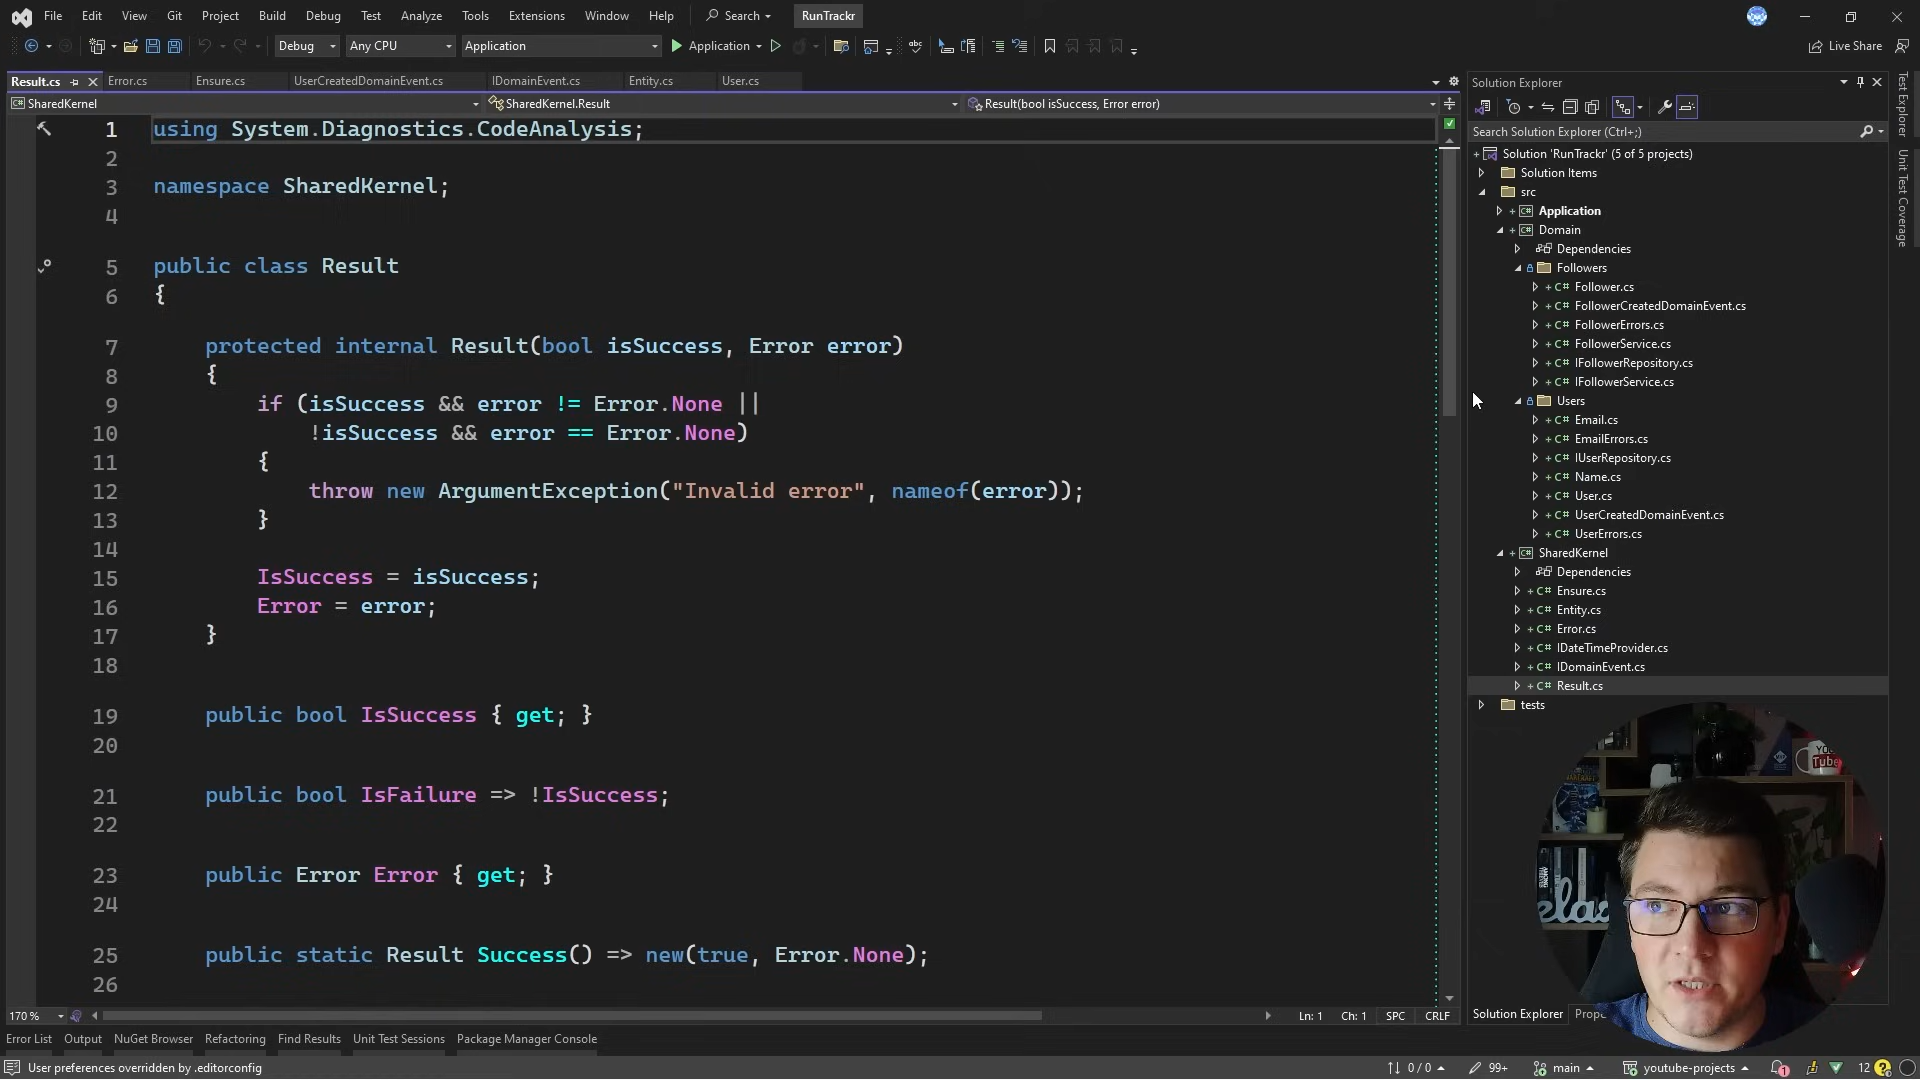 File Edit View Git Project Build Debug Test Analyze Tools Extensions Window Help Search RunTrackr
Debug Any CPU Application Application Live Share
Result.cs Error.cs Ensure.cs UserCreatedDomainEvent.cs IDomainEvent.cs Entity.cs User.cs
SharedKernel SharedKernel.Result Result(bool isSuccess, Error error)
1 using System.Diagnostics.CodeAnalysis;
2
3 namespace SharedKernel;
4
5 public class Result
6 {
7 protected internal Result(bool isSuccess, Error error)
8 {
9 if (isSuccess && error != Error.None ||
10 !isSuccess && error == Error.None)
11 {
12 throw new ArgumentException("Invalid error", nameof(error));
13 }
14
15 IsSuccess = isSuccess;
16 Error = error;
17 }
18
19 public bool IsSuccess { get; }
20
21 public bool IsFailure => !IsSuccess;
22
23 public Error Error { get; }
24
25 public static Result Success() => new(true, Error.None);
26
170 % Ln: 1 Ch: 1 SPC CRLF
Error List Output NuGet Browser Refactoring Find Results Unit Test Sessions Package Manager Console
User preferences overridden by .editorconfig
0 / 0 99+ main youtube-projects 1 12
Solution Explorer
Search Solution Explorer (Ctrl+;)
Solution 'RunTrackr' (5 of 5 projects)
Solution Items
src
C# Application
C# Domain
Dependencies
Followers
C# Follower.cs
C# FollowerCreatedDomainEvent.cs
C# FollowerErrors.cs
C# FollowerService.cs
C# IFollowerRepository.cs
C# IFollowerService.cs
Users
C# Email.cs
C# EmailErrors.cs
C# IUserRepository.cs
C# Name.cs
C# User.cs
C# UserCreatedDomainEvent.cs
C# UserErrors.cs
C# SharedKernel
Dependencies
C# Ensure.cs
C# Entity.cs
C# Error.cs
C# IDateTimeProvider.cs
C# IDomainEvent.cs
C# Result.cs
tests
Solution Explorer Prop
Test Explorer
Unit Test Coverage
YOU
Tube
elax